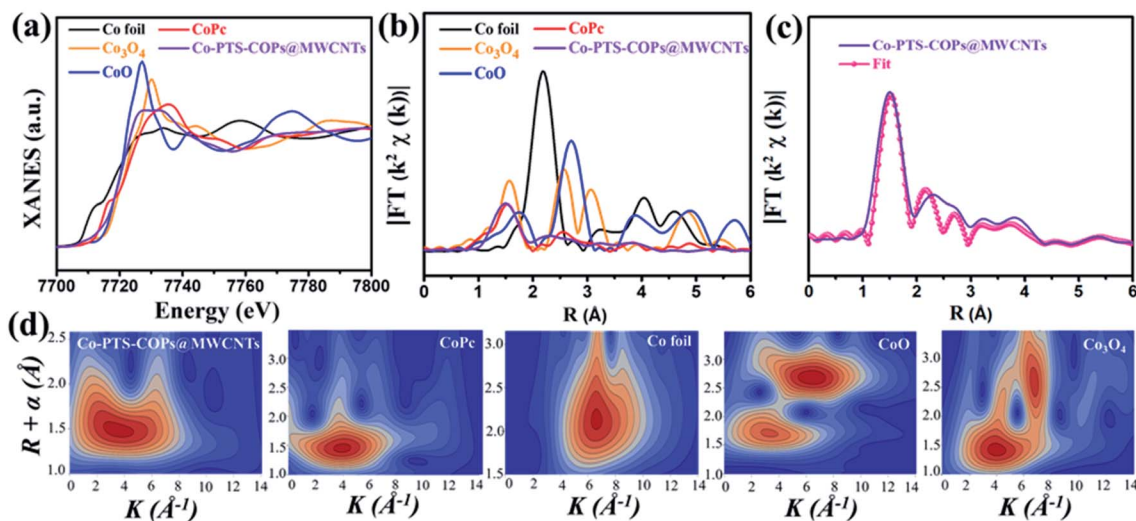 (a)
Co foil
CoPc
Co₃O₄
Co-PTS-COPs@MWCNTs
CoO
XANES (a.u.)
7700 7720 7740 7760 7780 7800
Energy (eV)
(b)
Co foil
CoPc
Co₃O₄
Co-PTS-COPs@MWCNTs
CoO
|FT (k² χ (k))|
0 1 2 3 4 5 6
R (Å)
(c)
Co-PTS-COPs@MWCNTs
Fit
|FT (k² χ (k))|
0 1 2 3 4 5 6
R (Å)
(d)
R + α (Å)
Co-PTS-COPs@MWCNTs
2.5
2.0
1.5
1.0
0 2 4 6 8 10 12 14
K (Å⁻¹)
CoPc
3.0
2.5
2.0
1.5
1.0
0 2 4 6 8 10 12 14
K (Å⁻¹)
Co foil
3.0
2.5
2.0
1.5
0 2 4 6 8 10 12 14
K (Å⁻¹)
CoO
3.0
2.5
2.0
1.5
1.0
0 2 4 6 8 10 12 14
K (Å⁻¹)
Co₃O₄
3.0
2.5
2.0
1.5
1.0
0 2 4 6 8 10 12 14
K (Å⁻¹)